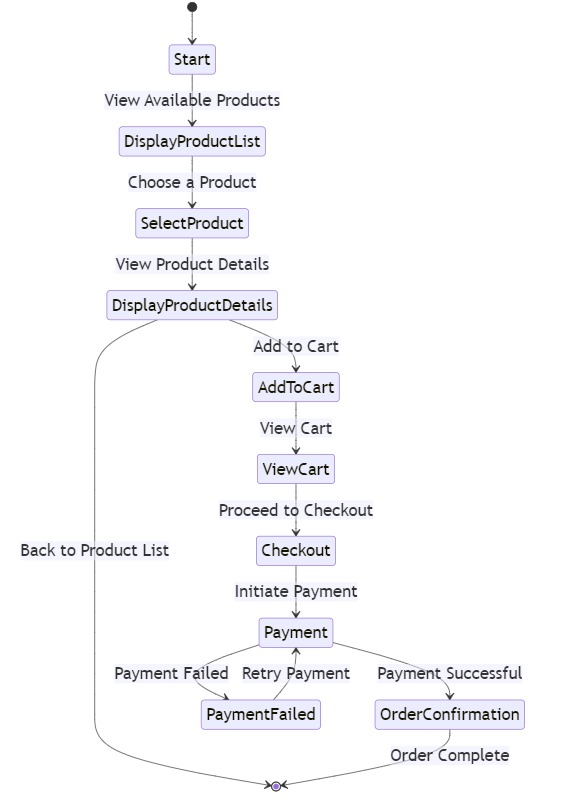 Start
View Available Products
DisplayProductList
Choose a Product
SelectProduct
View Product Details
DisplayProductDetails
Add to Cart
AddToCart
View Cart
ViewCart
Proceed to Checkout
Back to Product List
Checkout
Initiate Payment
Payment
Payment Failed
Retry Payment
Payment Successful
PaymentFailed
OrderConfirmation
Order Complete